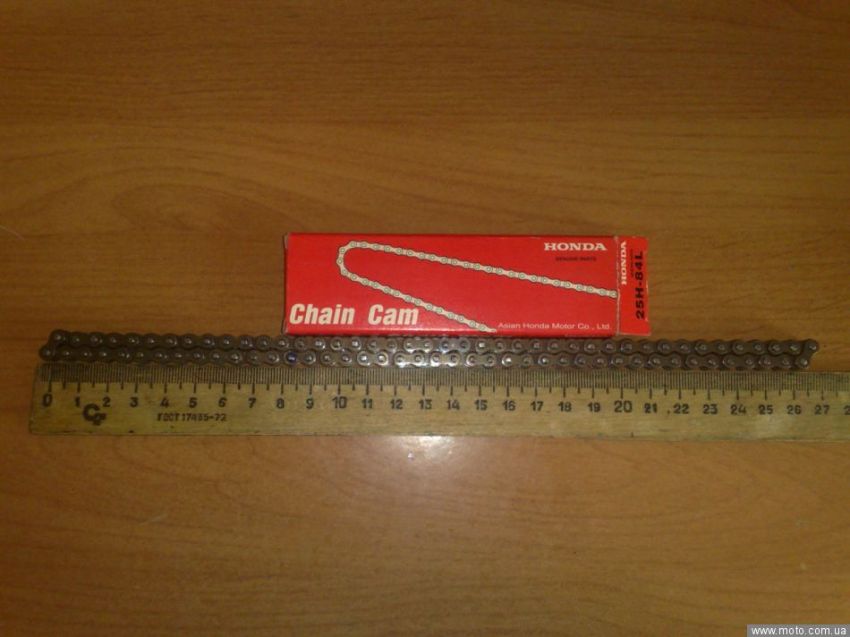 HONDA
GENUINE PARTS
Chain Cam
Asian Honda Motor Co., Ltd.
HONDA
25H-84L
0 1 2 3 4 5 6 7 8 9 10 11 12 13 14 15 16 17 18 19 20 21 22 23 24 25 26 27
ГОСТ 17435-72
www.moto.com.ua